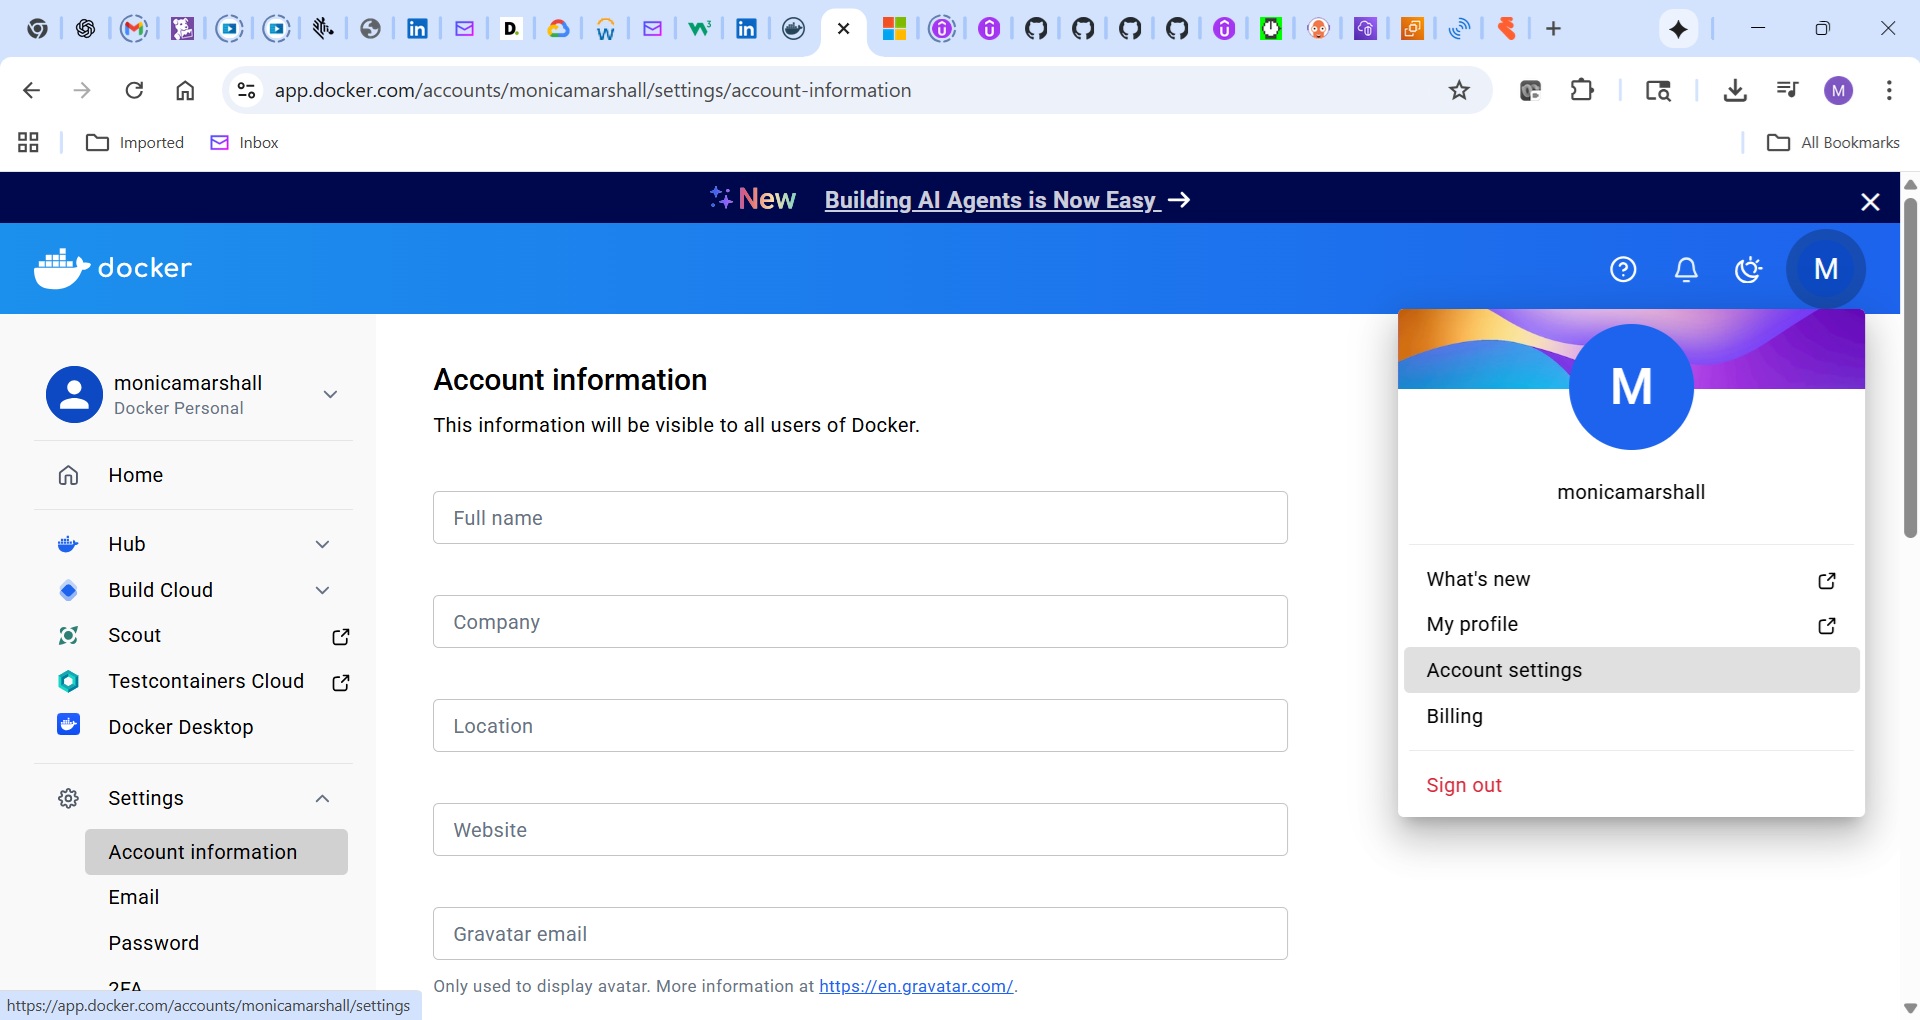 app.docker.com/accounts/monicamarshall/settings/account-information
M
Imported
Inbox
All Bookmarks
New
Building AI Agents is Now Easy →
docker
M
monicamarshall
Docker Personal
Home
Hub
Build Cloud
Scout
Testcontainers Cloud
Docker Desktop
Settings
Account information
Email
Password
2FA
https://app.docker.com/accounts/monicamarshall/settings
Account information
This information will be visible to all users of Docker.
Full name
Company
Location
Website
Gravatar email
Only used to display avatar. More information at https://en.gravatar.com/.
M
monicamarshall
What's new
My profile
Account settings
Billing
Sign out